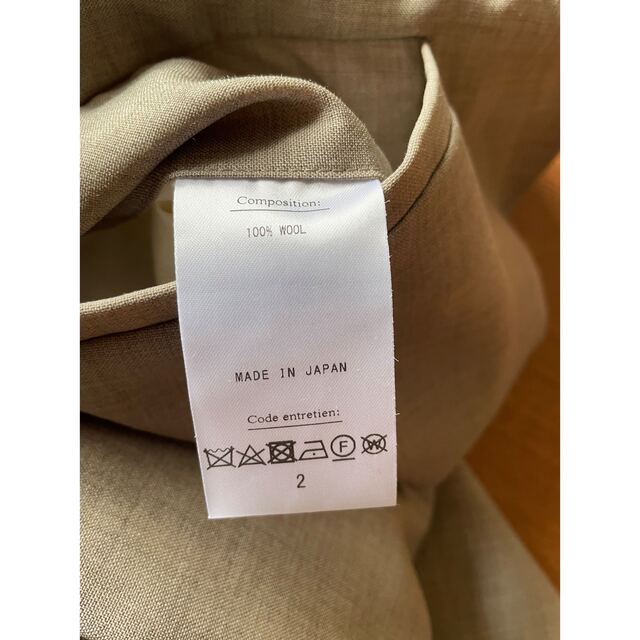 Composition:
100% WOOL
MADE IN JAPAN
Code entretien:
F W
2